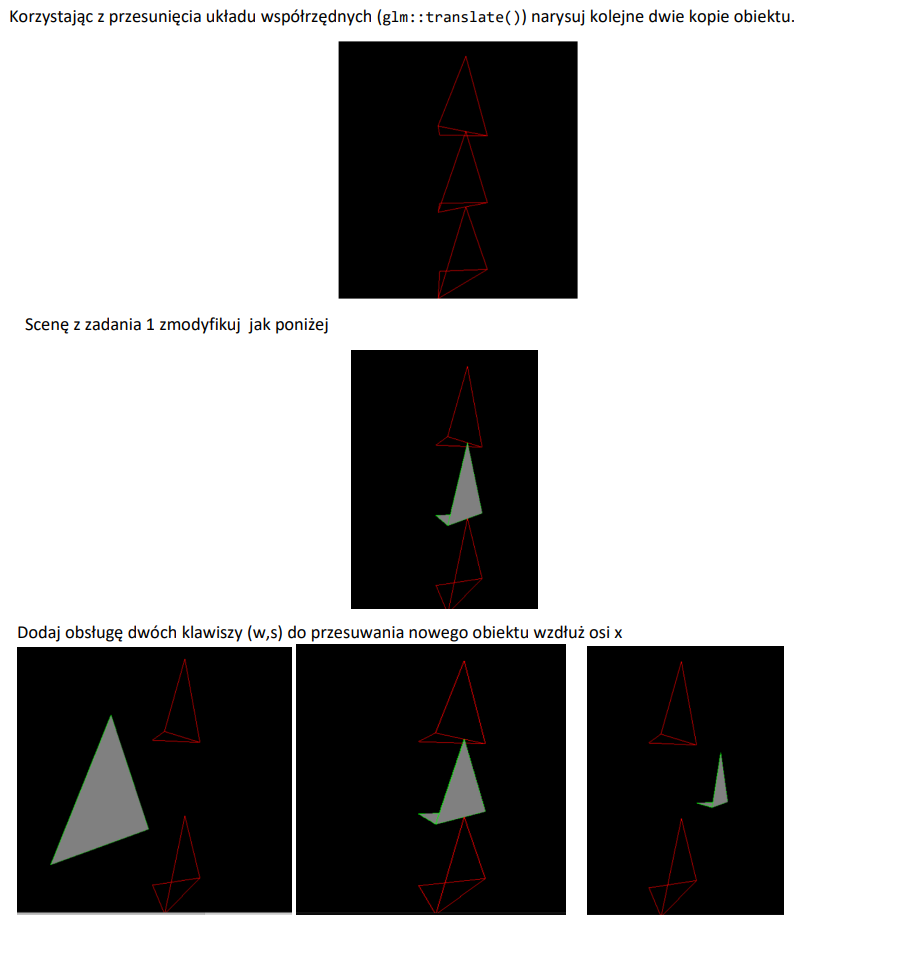 Korzystając z przesunięcia układu współrzędnych (glm::translate()) narysuj kolejne dwie kopie obiektu.
Scenę z zadania 1 zmodyfikuj  jak poniżej
Dodaj obsługę dwóch klawiszy (w,s) do przesuwania nowego obiektu wzdłuż osi x